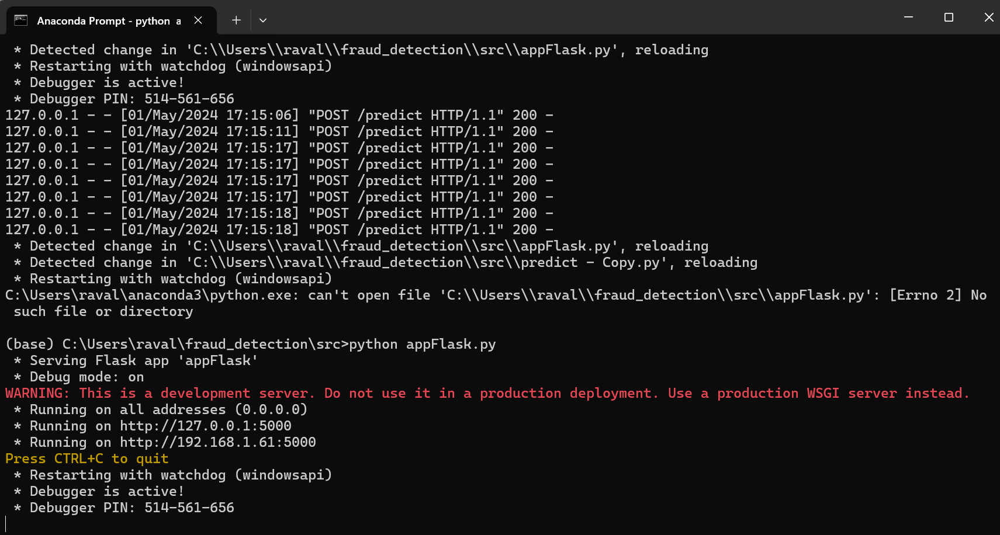 Anaconda Prompt - python a
* Detected change in 'C:\\Users\\raval\\fraud_detection\\src\\appFlask.py', reloading
* Restarting with watchdog (windowsapi)
* Debugger is active!
* Debugger PIN: 514-561-656
127.0.0.1 - - [01/May/2024 17:15:06] "POST /predict HTTP/1.1" 200 -
127.0.0.1 - - [01/May/2024 17:15:11] "POST /predict HTTP/1.1" 200 -
127.0.0.1 - - [01/May/2024 17:15:17] "POST /predict HTTP/1.1" 200 -
127.0.0.1 - - [01/May/2024 17:15:17] "POST /predict HTTP/1.1" 200 -
127.0.0.1 - - [01/May/2024 17:15:17] "POST /predict HTTP/1.1" 200 -
127.0.0.1 - - [01/May/2024 17:15:17] "POST /predict HTTP/1.1" 200 -
127.0.0.1 - - [01/May/2024 17:15:18] "POST /predict HTTP/1.1" 200 -
127.0.0.1 - - [01/May/2024 17:15:18] "POST /predict HTTP/1.1" 200 -
* Detected change in 'C:\\Users\\raval\\fraud_detection\\src\\appFlask.py', reloading
* Detected change in 'C:\\Users\\raval\\fraud_detection\\src\\predict - Copy.py', reloading
* Restarting with watchdog (windowsapi)
C:\Users\raval\anaconda3\python.exe: can't open file 'C:\\Users\\raval\\fraud_detection\\src\\appFlask.py': [Errno 2] No
such file or directory
(base) C:\Users\raval\fraud_detection\src>python appFlask.py
* Serving Flask app 'appFlask'
* Debug mode: on
WARNING: This is a development server. Do not use it in a production deployment. Use a production WSGI server instead.
* Running on all addresses (0.0.0.0)
* Running on http://127.0.0.1:5000
* Running on http://192.168.1.61:5000
Press CTRL+C to quit
* Restarting with watchdog (windowsapi)
* Debugger is active!
* Debugger PIN: 514-561-656